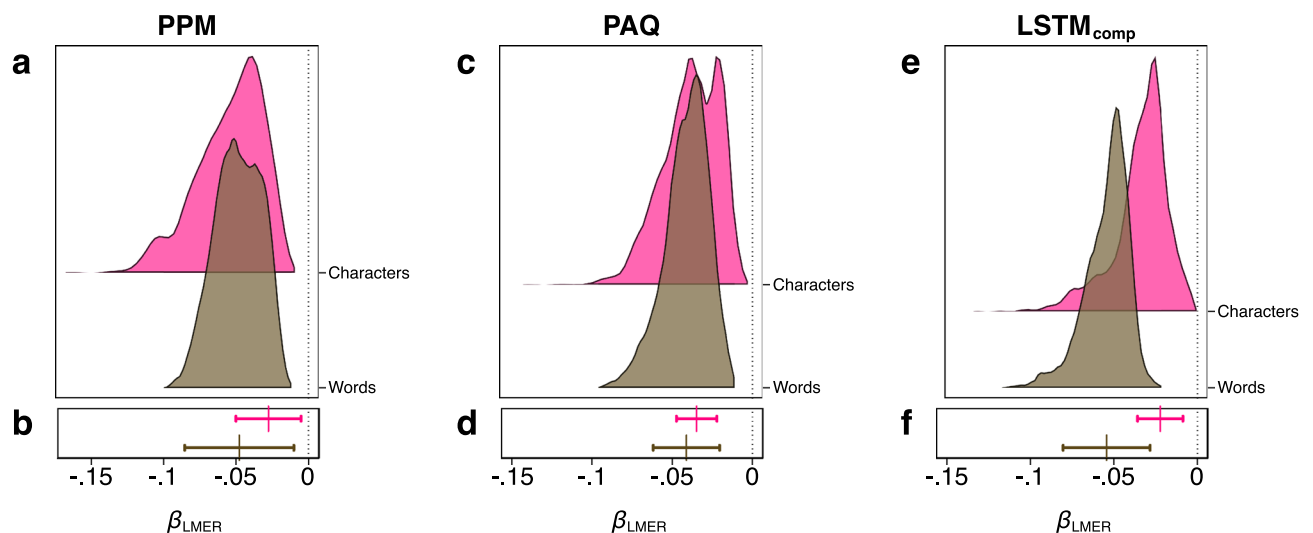 PPM
PAQ
LSTMcomp
a
c
e
Characters
Characters
Characters
Words
Words
Words
b
d
f
-.15 -.1 -.05 0
-.15 -.1 -.05 0
-.15 -.1 -.05 0
βLMER
βLMER
βLMER